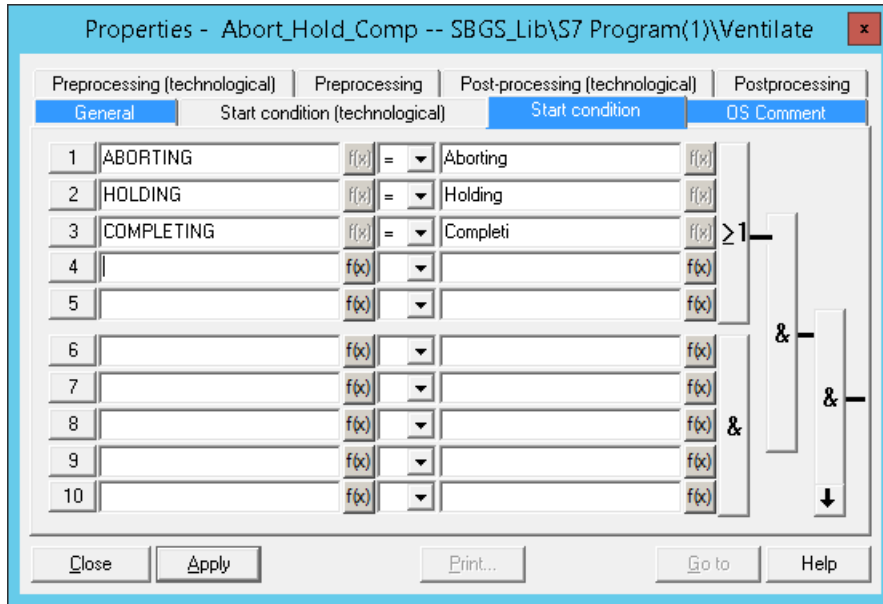 Properties - Abort_Hold_Comp -- SBGS_Lib\S7 Program(1)\Ventilate x
Preprocessing (technological) Preprocessing Post-processing (technological) Postprocessing
General Start condition (technological) Start condition OS Comment
1 ABORTING f(x) = Aborting f(x)
2 HOLDING f(x) = Holding f(x)
3 COMPLETING f(x) = Completi f(x) ≥1
4 f(x) f(x)
5 f(x) f(x)
&
6 f(x) f(x)
7 f(x) f(x) &
8 f(x) f(x) &
9 f(x) f(x)
10 f(x) f(x)
Close Apply Print... Go to Help